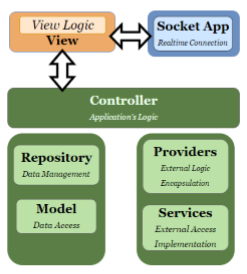 View Logic
View
Socket App
Realtime Connection
Controller
Application's Logic
Repository
Data Management
Model
Data Access
Providers
External Logic
Encapsulation
Services
External Access
Implementation